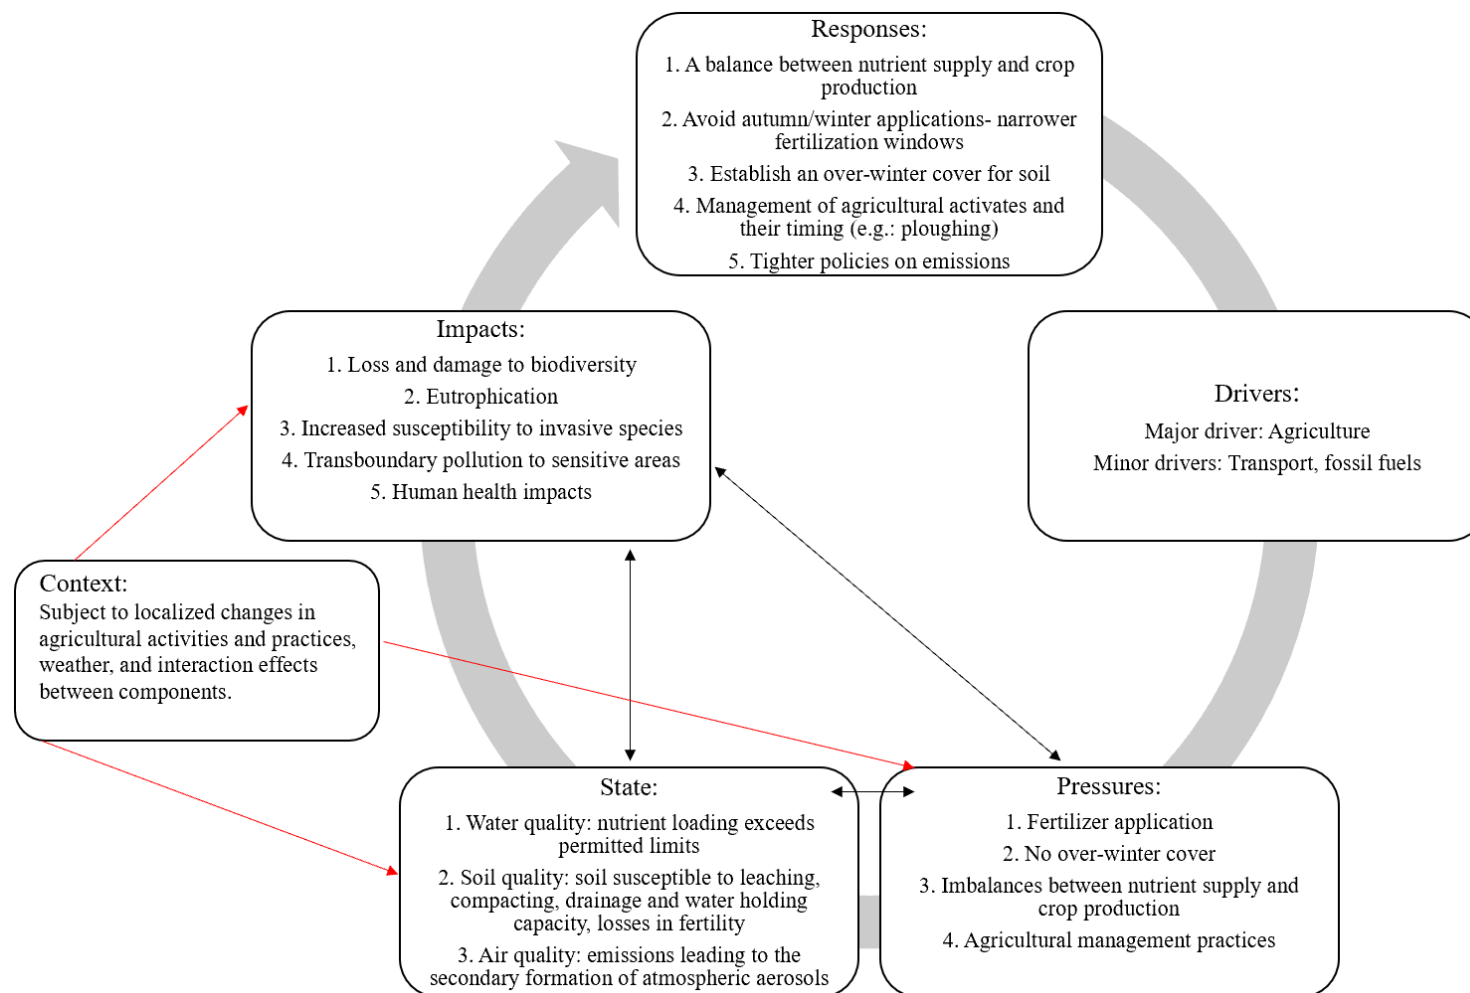 Responses:
1. A balance between nutrient supply and crop
production
2. Avoid autumn/winter applications- narrower
fertilization windows
3. Establish an over-winter cover for soil
4. Management of agricultural activates and
their timing (e.g.: ploughing)
5. Tighter policies on emissions
Impacts:
1. Loss and damage to biodiversity
2. Eutrophication
3. Increased susceptibility to invasive species
4. Transboundary pollution to sensitive areas
5. Human health impacts
Drivers:
Major driver: Agriculture
Minor drivers: Transport, fossil fuels
Context:
Subject to localized changes in
agricultural activities and practices,
weather, and interaction effects
between components.
State:
1. Water quality: nutrient loading exceeds
permitted limits
2. Soil quality: soil susceptible to leaching,
compacting, drainage and water holding
capacity, losses in fertility
3. Air quality: emissions leading to the
secondary formation of atmospheric aerosols
Pressures:
1. Fertilizer application
2. No over-winter cover
3. Imbalances between nutrient supply and
crop production
4. Agricultural management practices